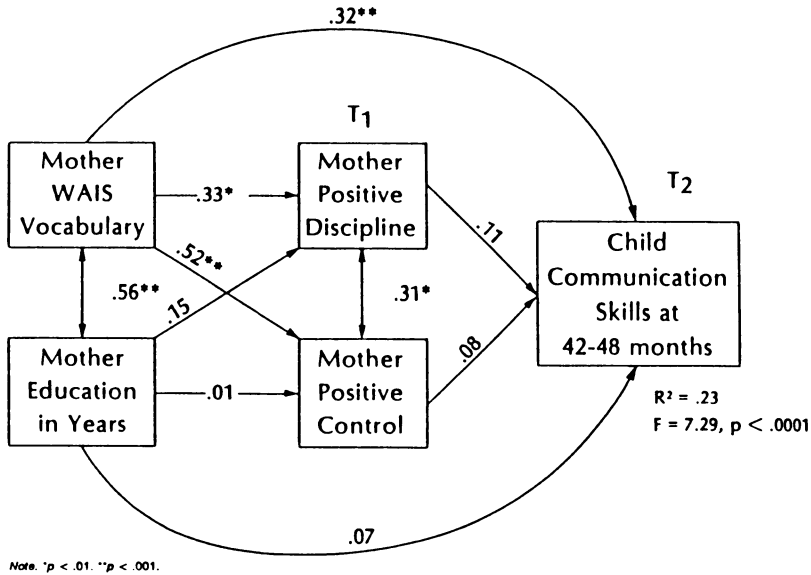 .32**
T1
T2
Mother
WAIS
Vocabulary
.33*
Mother
Positive
Discipline
.11
Child
Communication
Skills at
42-48 months
.52**
.56**
.15
.31*
.08
Mother
Education
in Years
.01
Mother
Positive
Control
R² = .23
F = 7.29, p < .0001
.07
Note. *p < .01. **p < .001.